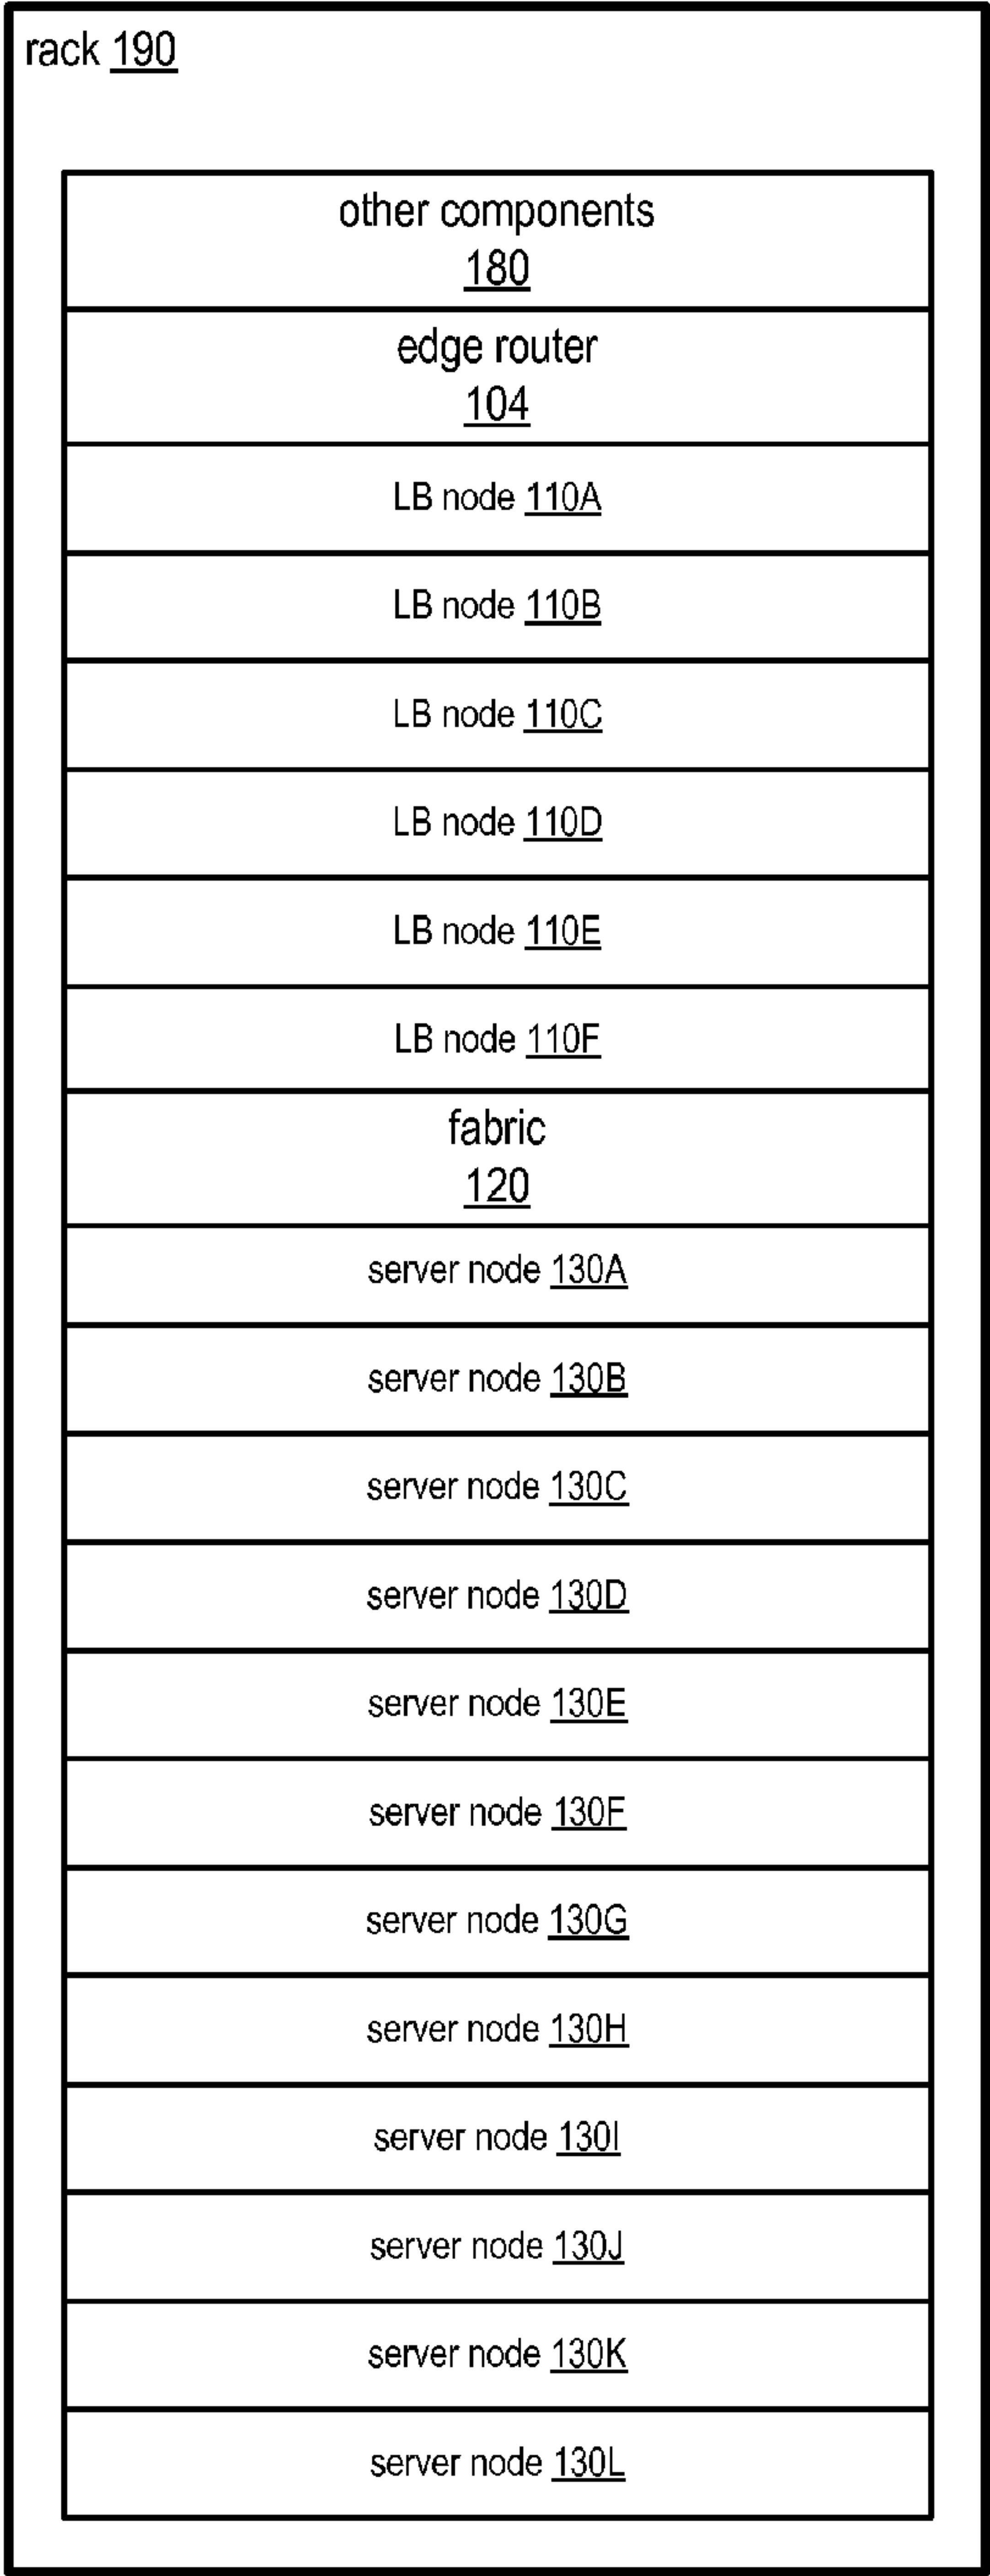 rack 190
other components
180
edge router
104
LB node 110A
LB node 110B
LB node 110C
LB node 110D
LB node 110E
LB node 110F
fabric
120
server node 130A
server node 130B
server node 130C
server node 130D
server node 130E
server node 130F
server node 130G
server node 130H
server node 130I
server node 130J
server node 130K
server node 130L